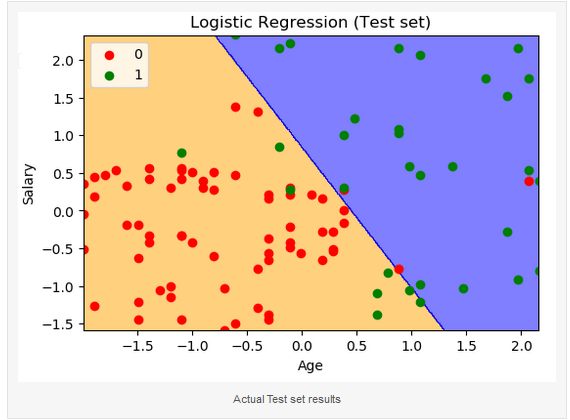 Logistic Regression (Test set)
0
1
2.0
1.5
1.0
0.5
0.0
−0.5
−1.0
−1.5
Salary
−1.5 −1.0 −0.5 0.0 0.5 1.0 1.5 2.0
Age
Actual Test set results